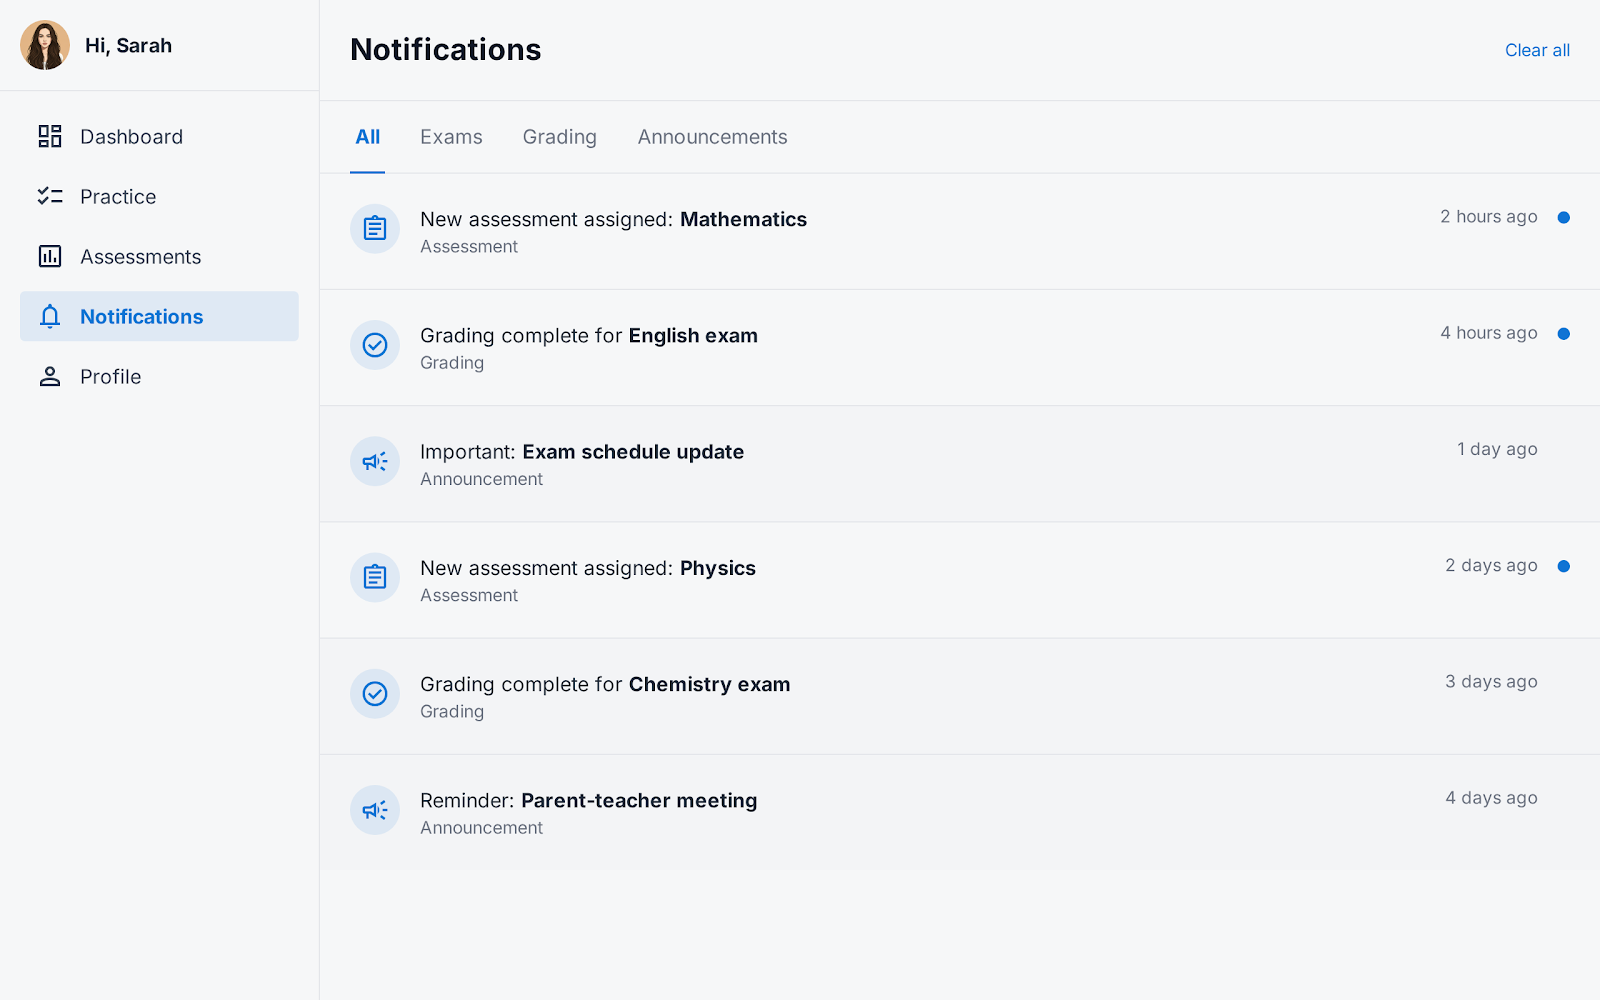 Hi, Sarah
Dashboard
Practice
Assessments
Notifications
Profile
Notifications
Clear all
All Exams Grading Announcements
New assessment assigned: Mathematics
Assessment
2 hours ago
Grading complete for English exam
Grading
4 hours ago
Important: Exam schedule update
Announcement
1 day ago
New assessment assigned: Physics
Assessment
2 days ago
Grading complete for Chemistry exam
Grading
3 days ago
Reminder: Parent-teacher meeting
Announcement
4 days ago